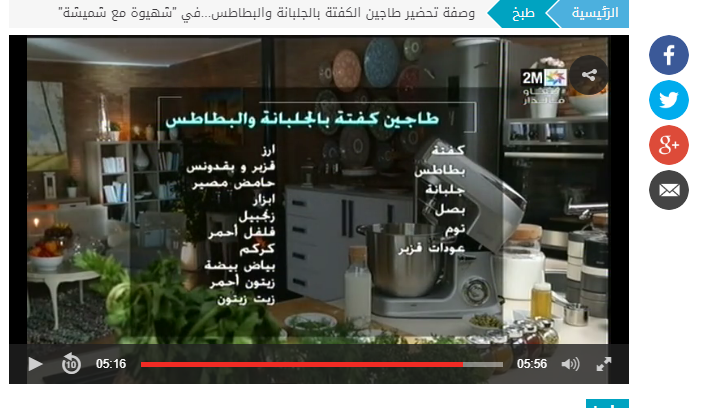 الرئيسية
طبخ
وصفة تحضير طاجين الكفتة بالجلبانة والبطاطس...في "شهيوة مع شميشة"
2M
طاجين كفتة بالجلبانة والبطاطس
كفتة
بطاطس
جلبانة
بصل
توم
عودات قزبر
ارز
قزبر و بقدونس
حامض مصير
ابزار
زنجبيل
فلفل أحمر
كركم
بياض بيضة
زيتون أحمر
زيت زيتون
10
05:16
05:56
f
g+